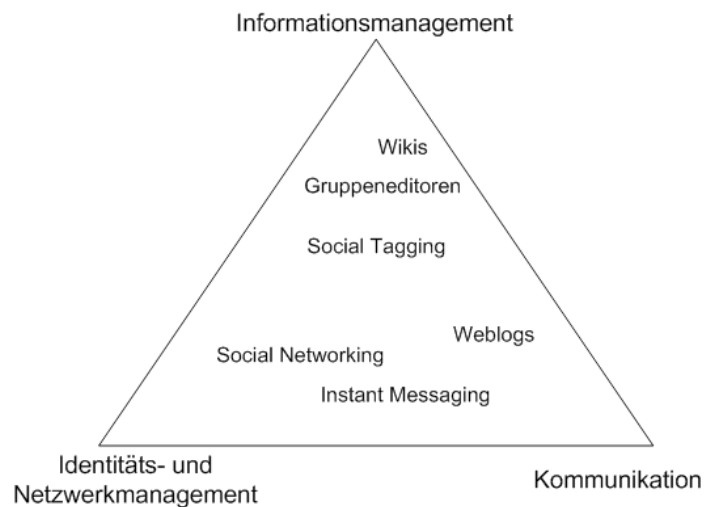 Informationsmanagement
Wikis
Gruppeneditoren
Social Tagging
Weblogs
Social Networking
Instant Messaging
Identitäts- und
Netzwerkmanagement
Kommunikation